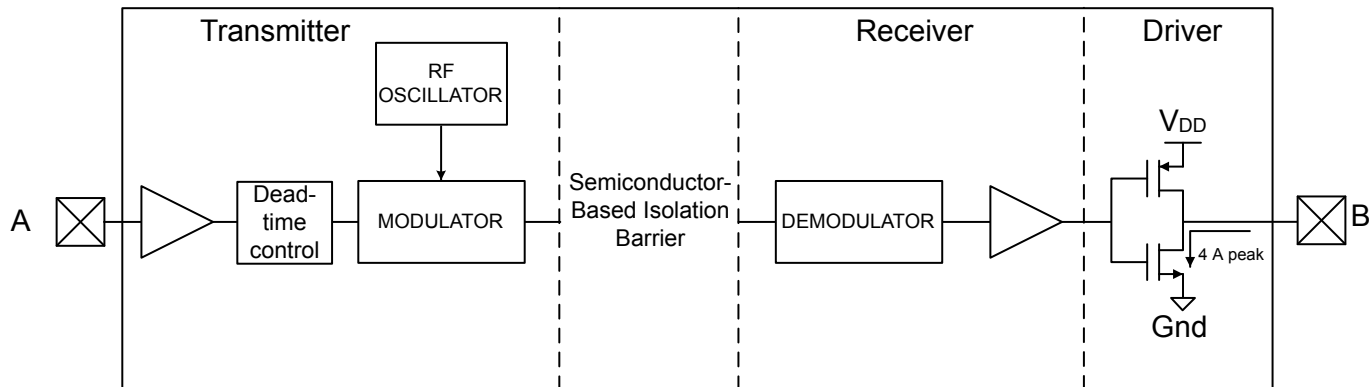 Transmitter
Receiver
Driver
RF
OSCILLATOR
VDD
A
Dead-
time
control
MODULATOR
Semiconductor-
Based Isolation
Barrier
DEMODULATOR
B
4 A peak
Gnd